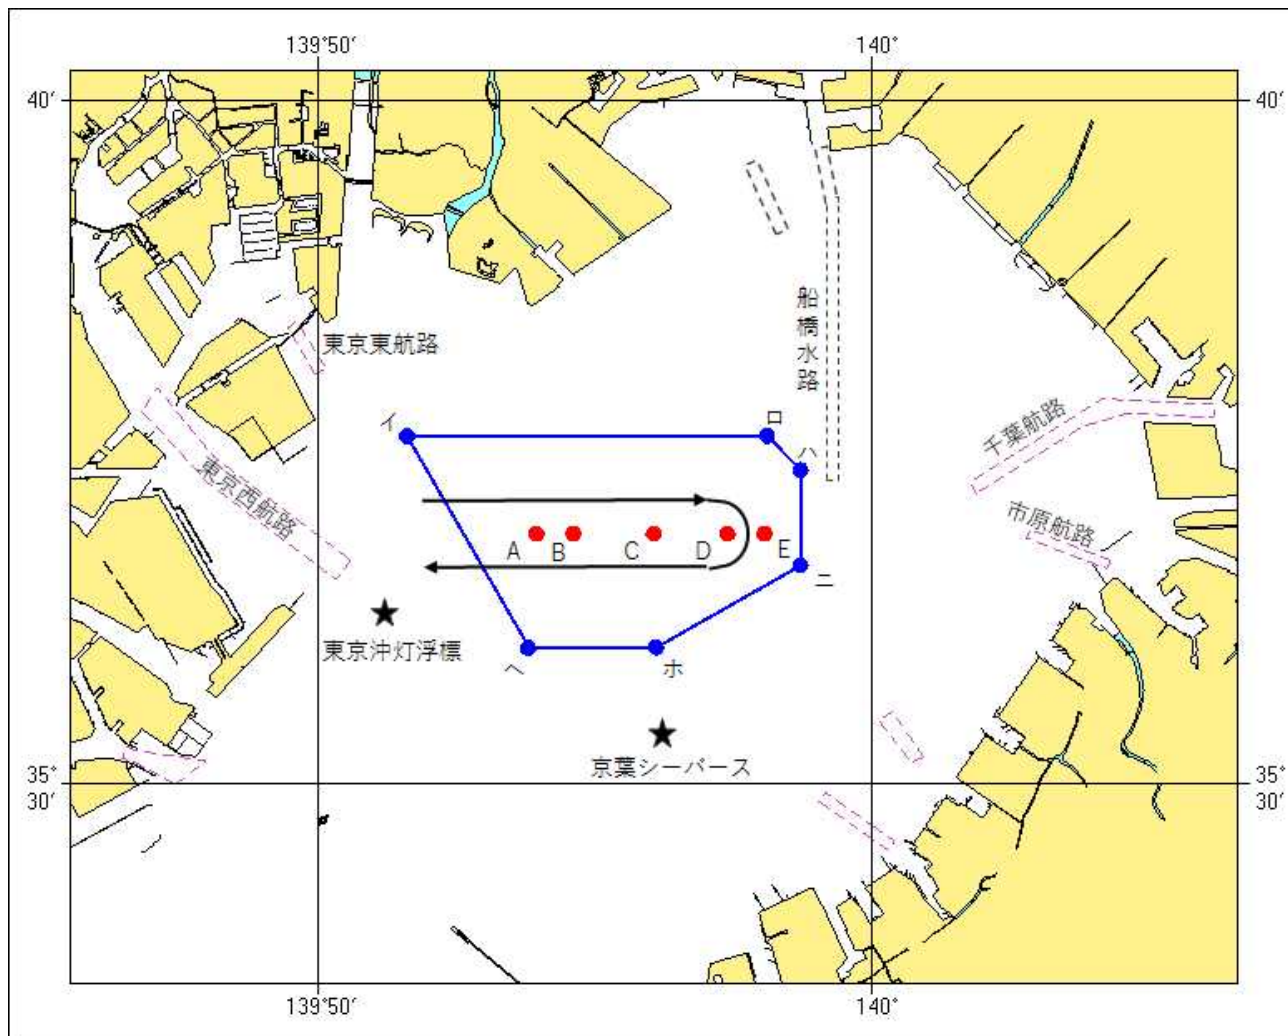 139°50′
140°
40′
40′
船橋水路
東京東航路
イ
ロ
ハ
千葉航路
東京西航路
市原航路
A
B
C
D
E
ニ
東京沖灯浮標
ヘ
ホ
京葉シーバース
35°
30′
35°
30′
139°50′
140°